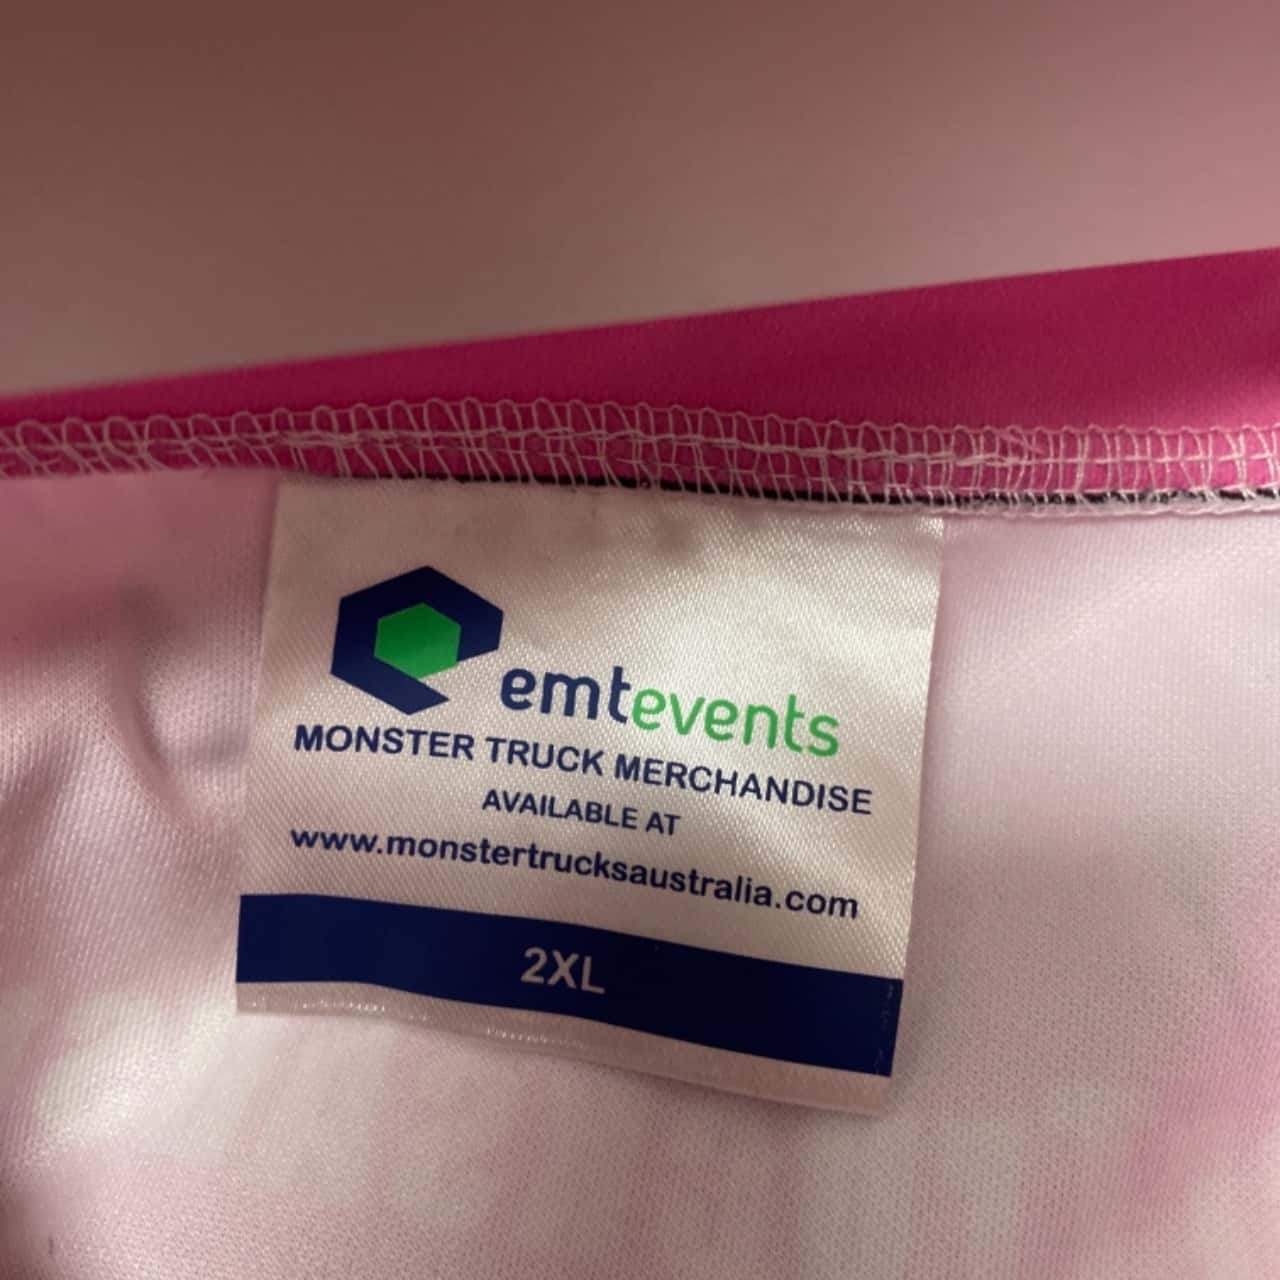 emtevents
MONSTER TRUCK MERCHANDISE
AVAILABLE AT
www.monstertrucksaustralia.com
2XL